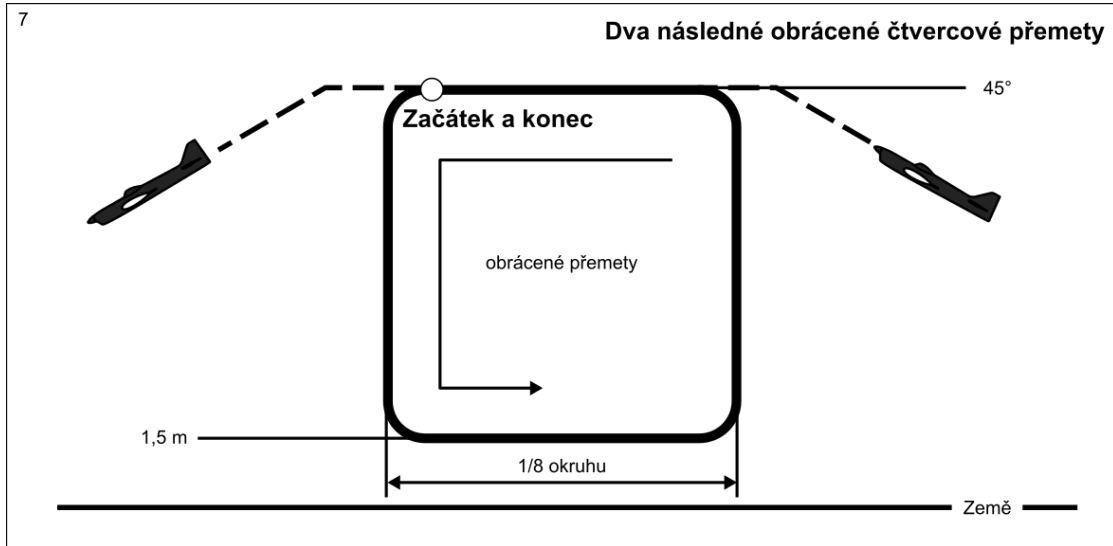 7
Dva následné obrácené čtvercové přemety
45°
Začátek a konec
obrácené přemety
1,5 m
1/8 okruhu
Země